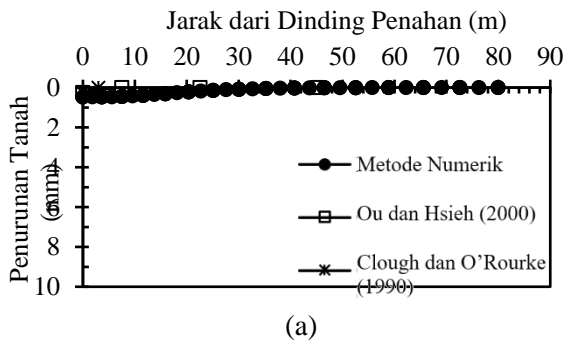 Jarak dari Dinding Penahan (m)
0 10 20 30 40 50 60 70 80 90
0
2
4
6
8
10
Penurunan Tanah
(mm)
Metode Numerik
Ou dan Hsieh (2000)
Clough dan O'Rourke
(1990)
(a)